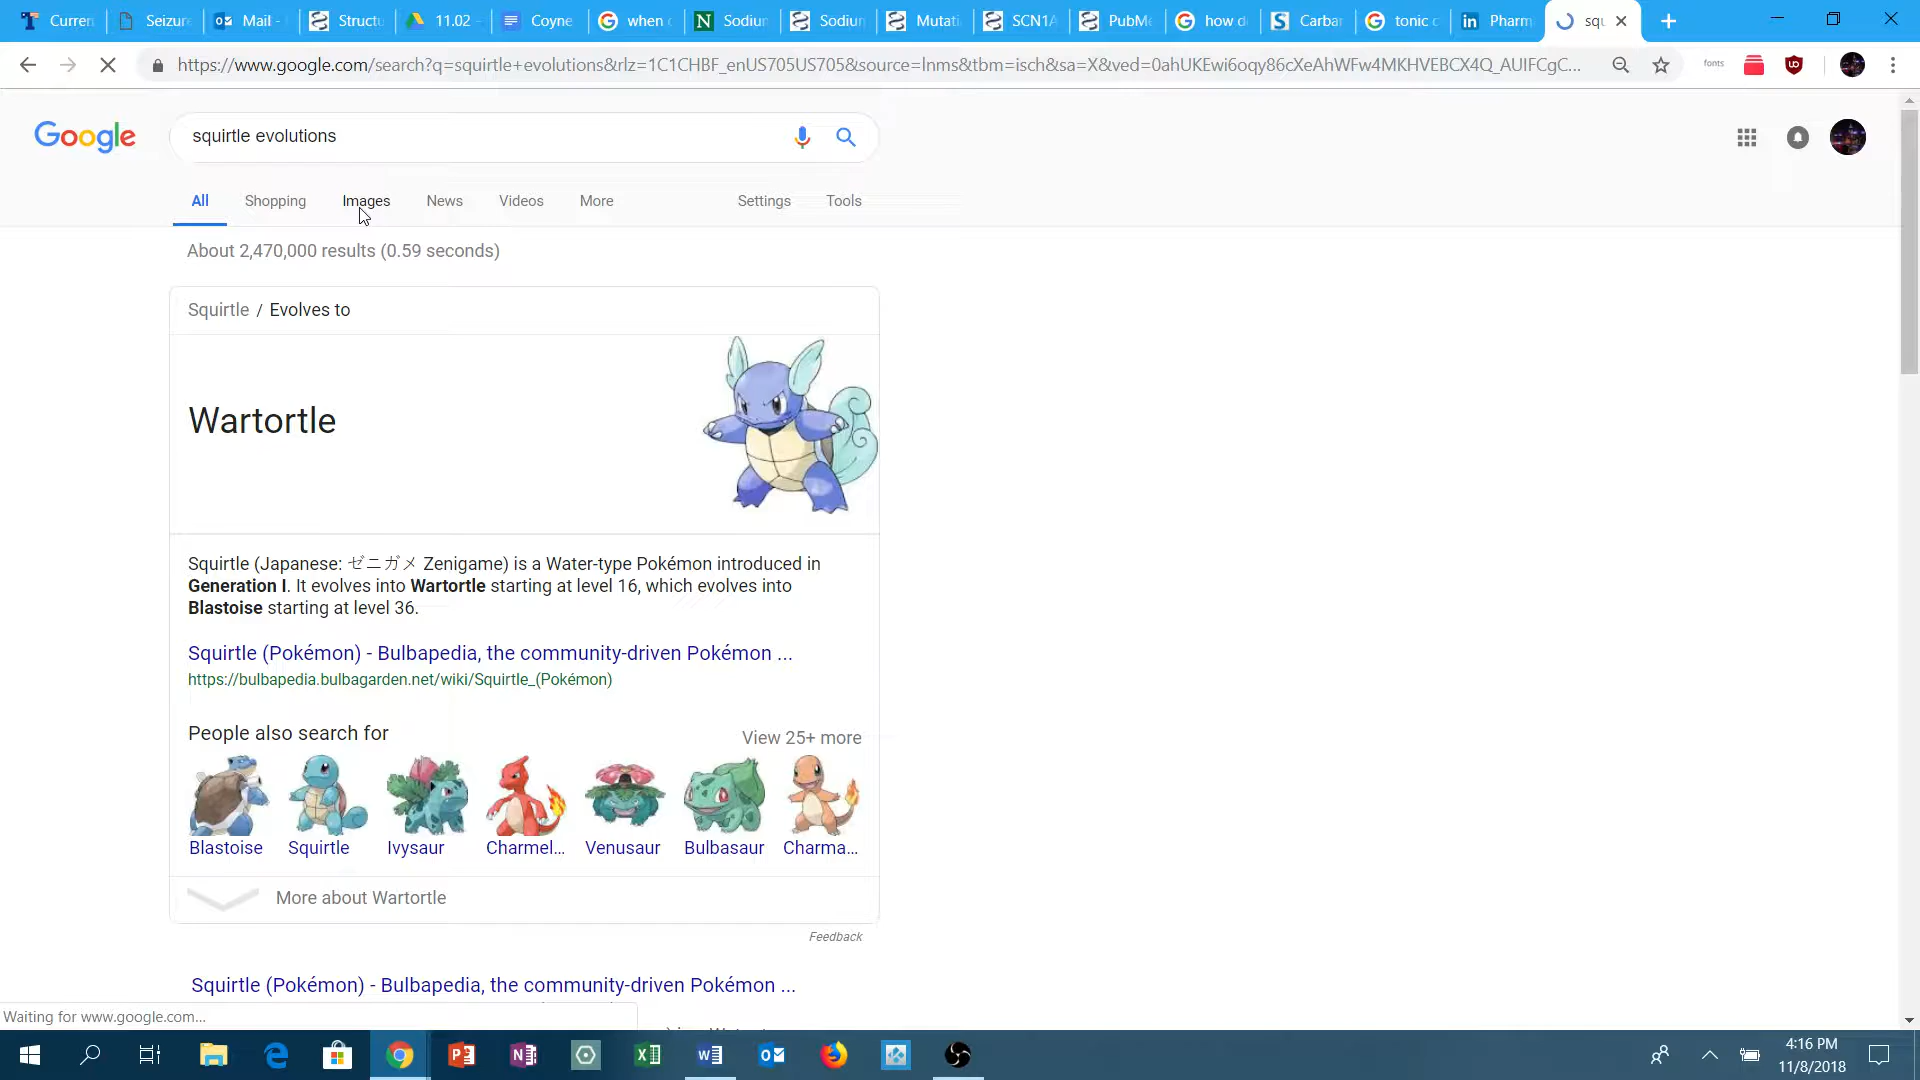 Curren
Seizure
Mail -
Structu
11.02 -
Coyne
when c
Sodium
Sodium
Mutati
SCN1A
PubMe
how d
Carbar
tonic c
Pharm
squ
https://www.google.com/search?q=squirtle+evolutions&rlz=1C1CHBF_enUS705US705&source=lnms&tbm=isch&sa=X&ved=0ahUKEwi6oqy86cXeAhWFw4MKHVEBCX4Q_AUIFCgC...
fonts
Google
squirtle evolutions
All Shopping Images News Videos More Settings Tools
About 2,470,000 results (0.59 seconds)
Squirtle / Evolves to
Wartortle
Squirtle (Japanese: ゼニガメ Zenigame) is a Water-type Pokémon introduced in
Generation I. It evolves into Wartortle starting at level 16, which evolves into
Blastoise starting at level 36.
Squirtle (Pokémon) - Bulbapedia, the community-driven Pokémon ...
https://bulbapedia.bulbagarden.net/wiki/Squirtle_(Pokémon)
People also search for
View 25+ more
Blastoise Squirtle Ivysaur Charmel... Venusaur Bulbasaur Charma...
More about Wartortle
Feedback
Squirtle (Pokémon) - Bulbapedia, the community-driven Pokémon ...
Waiting for www.google.com...
4:16 PM
11/8/2018